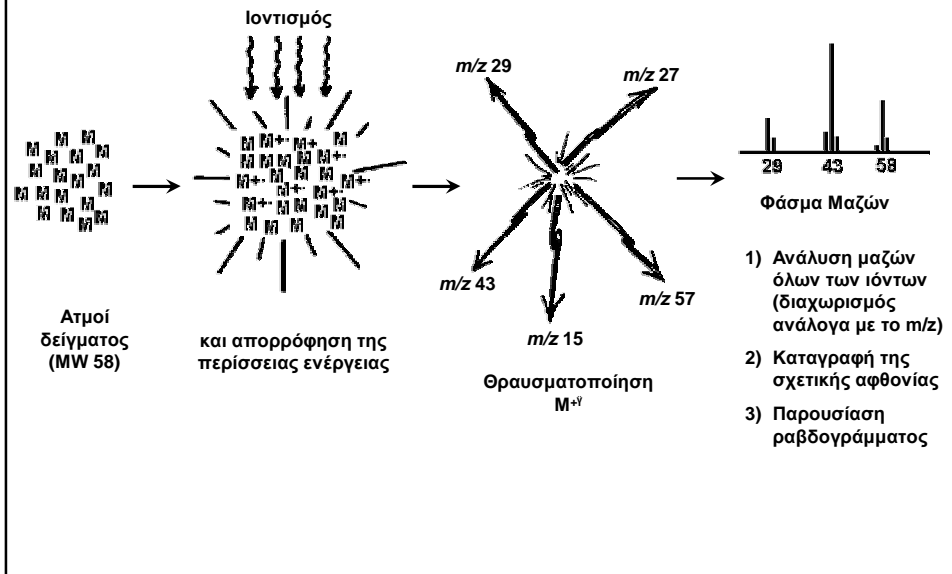 Ιοντισμός
M M M M M M M M M M M M M M M M M
M M+· M+ M M M M M M+· M+· M M+· M M+· M+· M M M M M
Ατμοί
δείγματος
(MW 58)
και απορρόφηση της
περίσσειας ενέργειας
m/z 29
m/z 27
m/z 43
m/z 57
m/z 15
Θραυσματοποίηση
M+Ϋ
29 43 58
Φάσμα Μαζών
1) Ανάλυση μαζών
όλων των ιόντων
(διαχωρισμός
ανάλογα με το m/z)
2) Καταγραφή της
σχετικής αφθονίας
3) Παρουσίαση
ραβδογράμματος